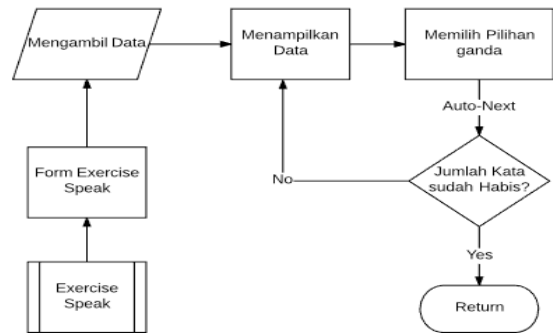 Mengambil Data
Menampilkan
Data
Memilih Pilihan
ganda
Auto-Next
Form Exercise
Speak
No
Jumlah Kata
sudah Habis?
Yes
Exercise
Speak
Return